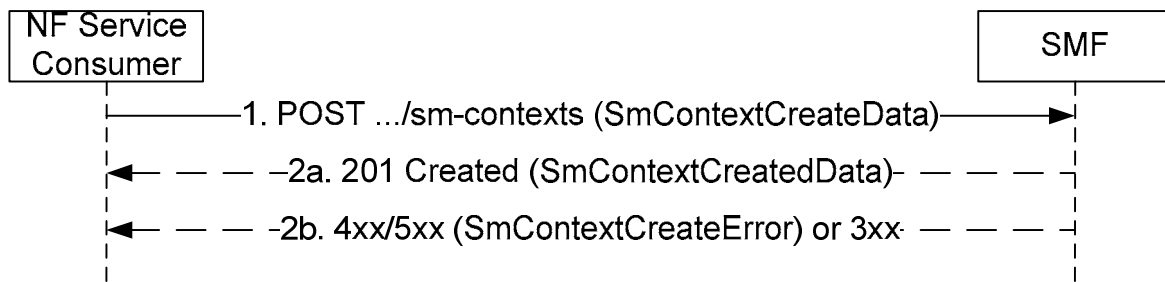 NF Service
Consumer
SMF
1. POST .../sm-contexts (SmContextCreateData)
2a. 201 Created (SmContextCreatedData)
2b. 4xx/5xx (SmContextCreateError) or 3xx